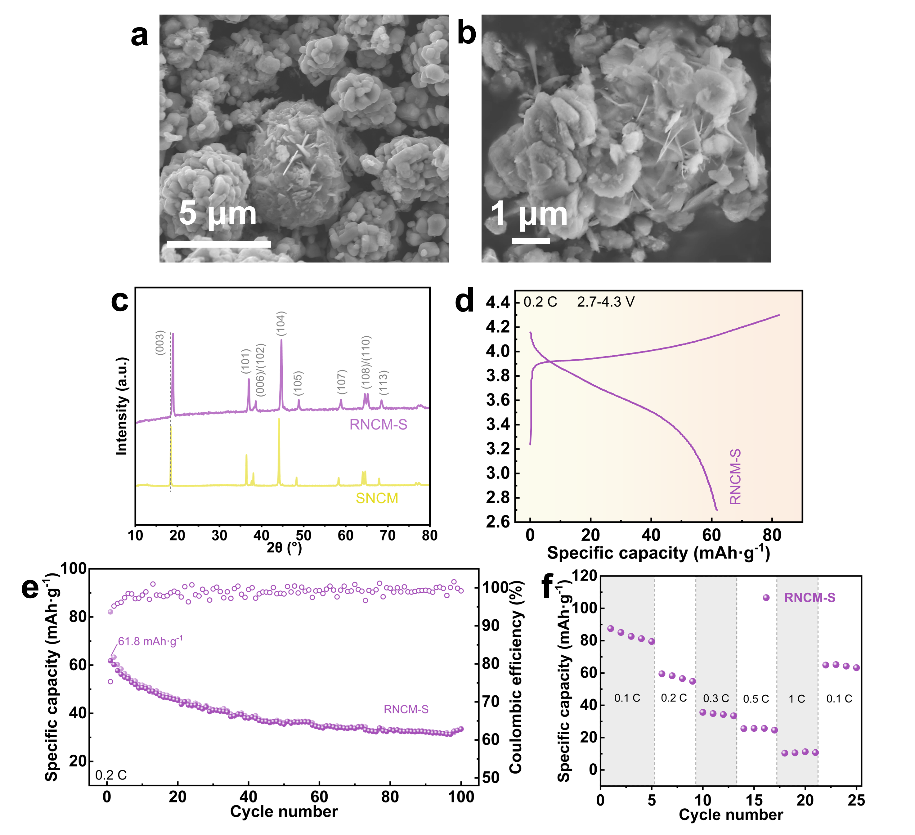 a
5 μm
b
1 μm
c
Intensity (a.u.)
(003)
(101)
(006)/(102)
(104)
(105)
(107)
(108)/(110)
(113)
RNCM-S
SNCM
10 20 30 40 50 60 70 80
2θ (°)
d
0.2 C 2.7-4.3 V
4.4
4.2
4.0
3.8
3.6
3.4
3.2
3.0
2.8
2.6
RNCM-S
0 20 40 60 80
Specific capacity (mAh·g⁻¹)
e
Specific capacity (mAh·g⁻¹)
100
80
60
40
20
61.8 mAh·g⁻¹
RNCM-S
0.2 C
100
90
80
70
60
50
Coulombic efficiency (%)
0 20 40 60 80 100
Cycle number
f
Specific capacity (mAh·g⁻¹)
120
100
80
60
40
20
0
RNCM-S
0.1 C 0.2 C 0.3 C 0.5 C 1 C 0.1 C
0 5 10 15 20 25
Cycle number